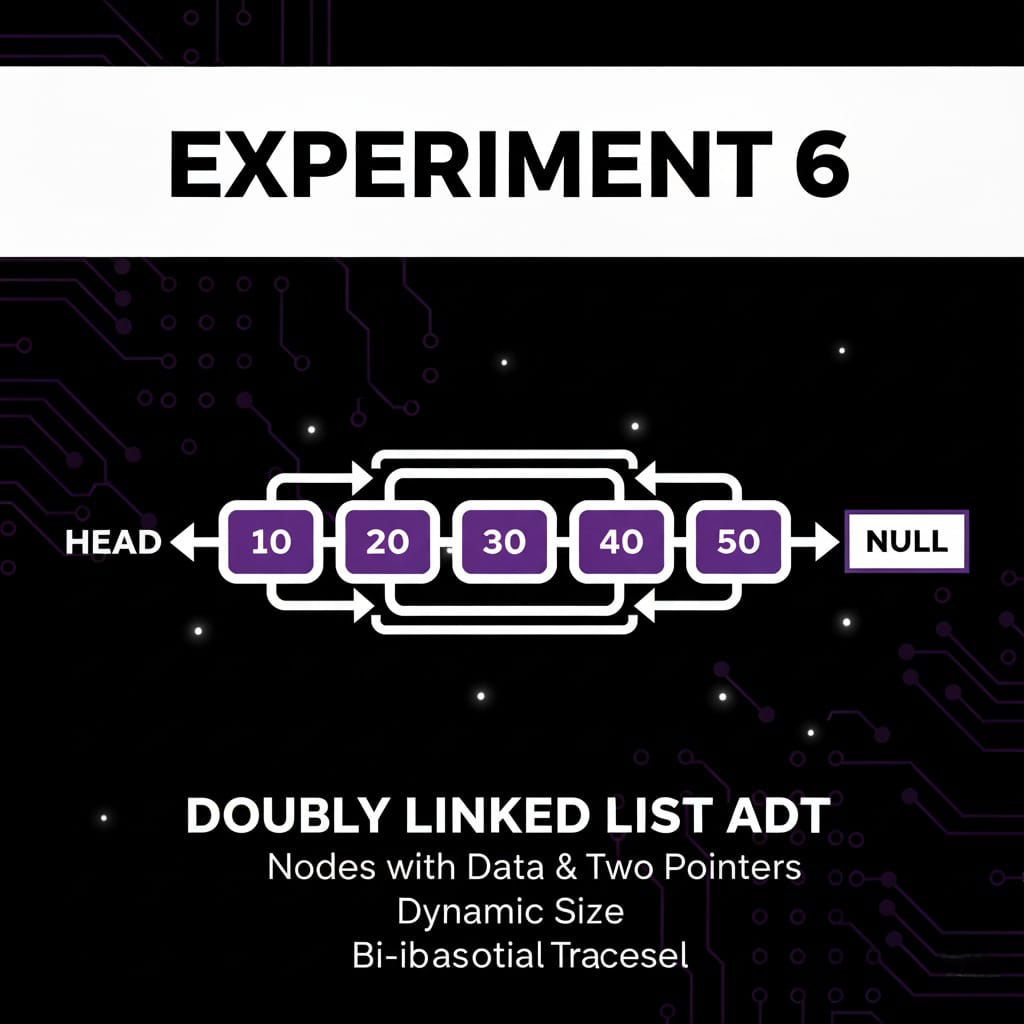 EXPERIMENT 6
HEAD 10 20 30 40 50 NULL
DOUBLY LINKED LIST ADT
Nodes with Data & Two Pointers
Dynamic Size
Bi-ibasotial Tracesel